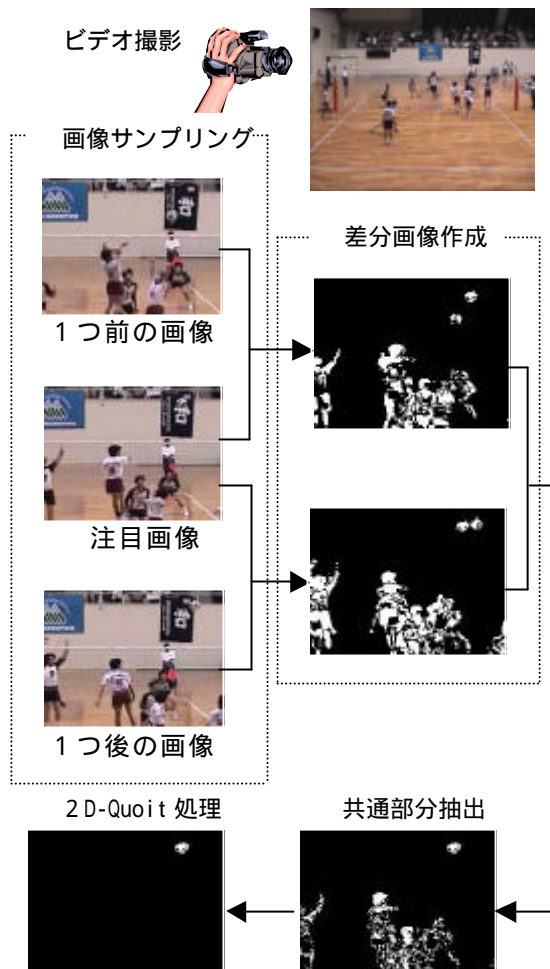 ビデオ撮影
画像サンプリング
1つ前の画像
注目画像
1つ後の画像
差分画像作成
共通部分抽出
2D-Quoit 処理